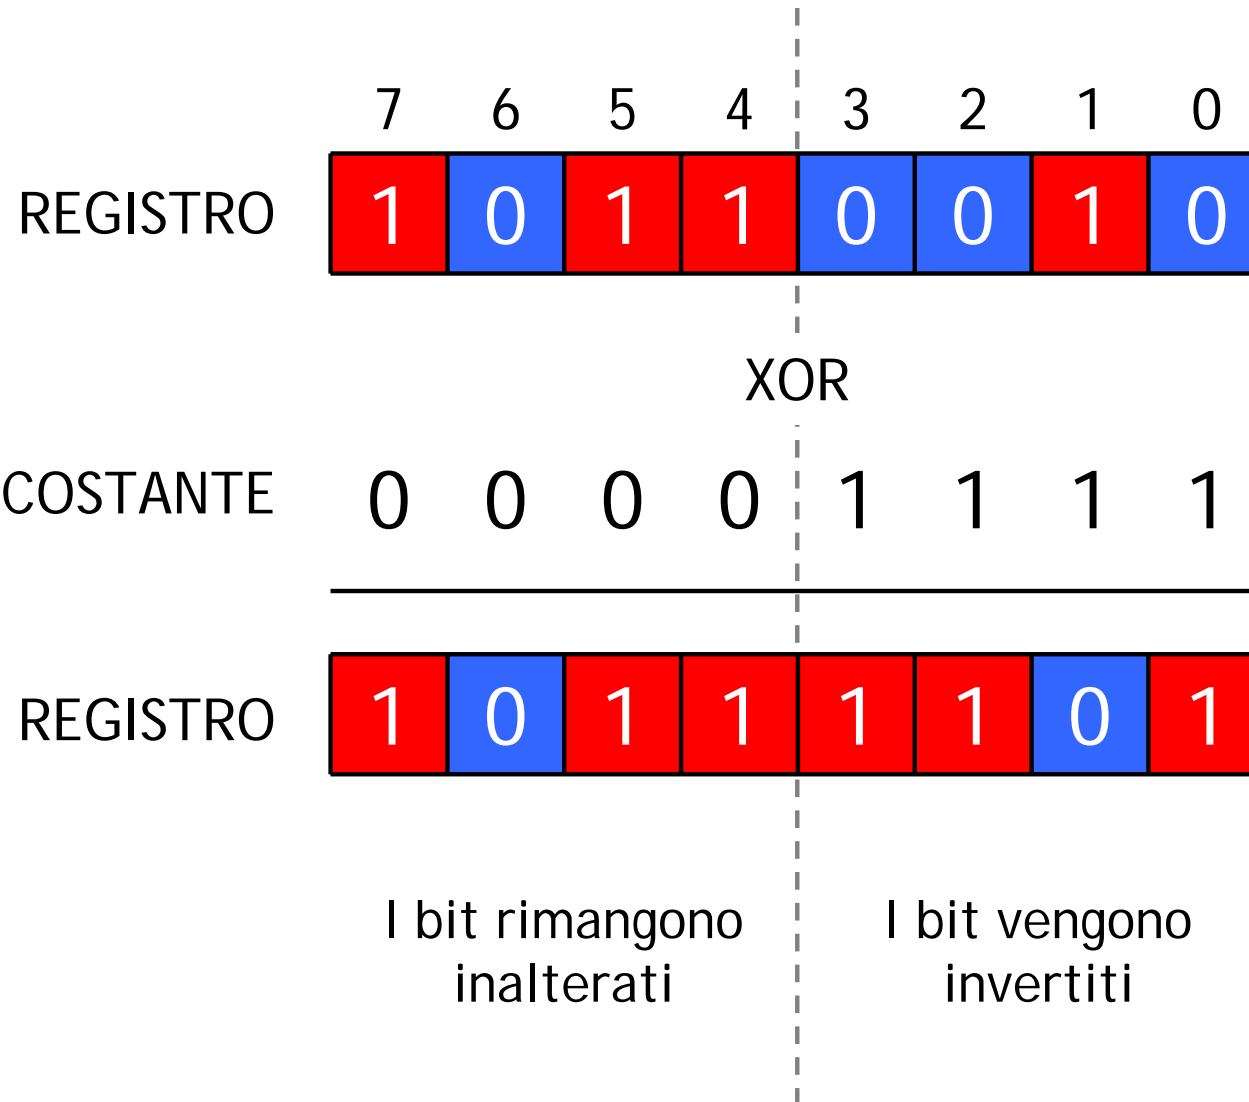 7 6 5 4 3 2 1 0
REGISTRO 1 0 1 1 0 0 1 0
XOR
COSTANTE 0 0 0 0 1 1 1 1
REGISTRO 1 0 1 1 1 1 0 1
I bit rimangono
inalterati
I bit vengono
invertiti